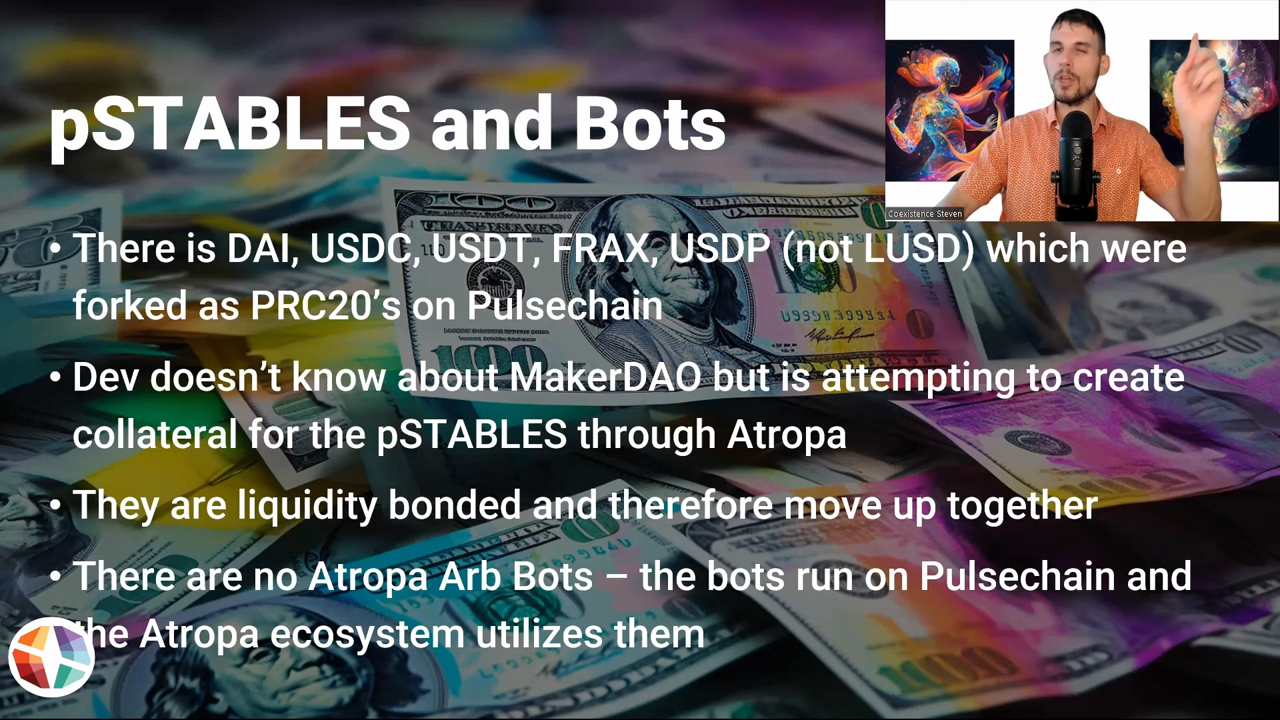 pSTABLES and Bots
Coexistence Steven
• There is DAI, USDC, USDT, FRAX, USDP (not LUSD) which were
forked as PRC20’s on Pulsechain
• Dev doesn’t know about MakerDAO but is attempting to create
collateral for the pSTABLES through Atropa
• They are liquidity bonded and therefore move up together
• There are no Atropa Arb Bots – the bots run on Pulsechain and
the Atropa ecosystem utilizes them